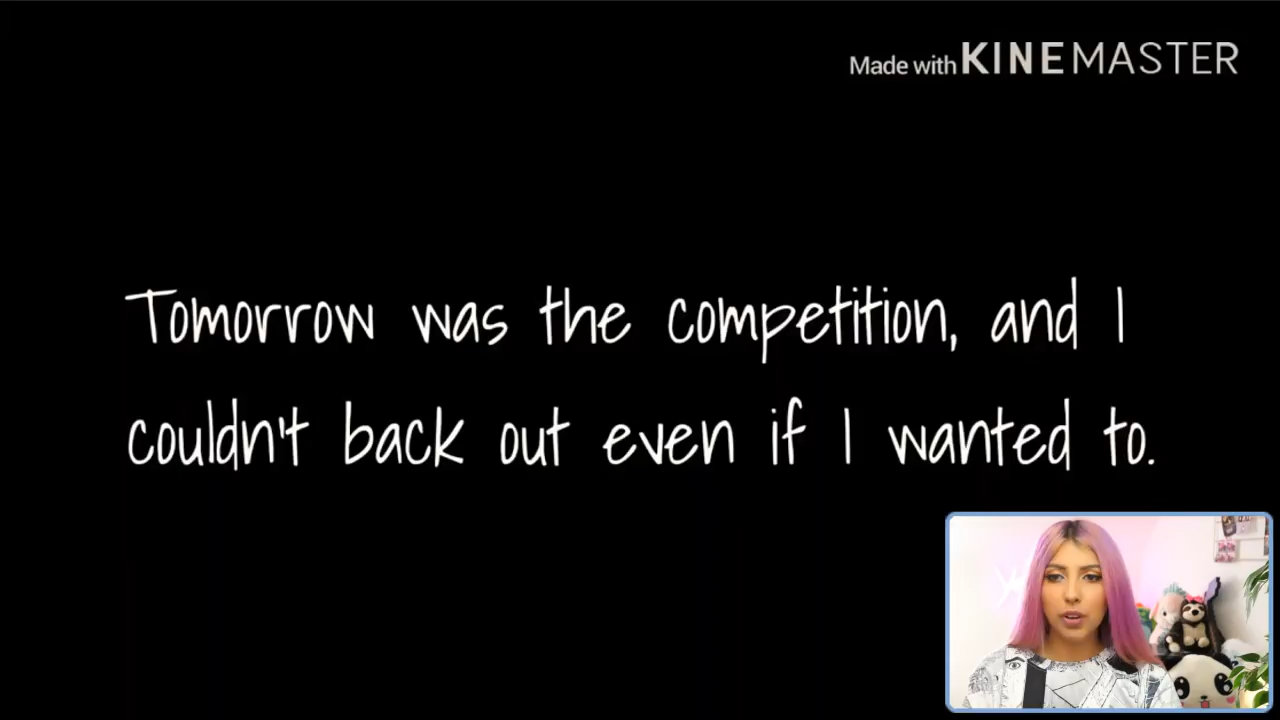 Made with KINEMASTER
Tomorrow was the competition, and I
couldn't back out even if I wanted to.